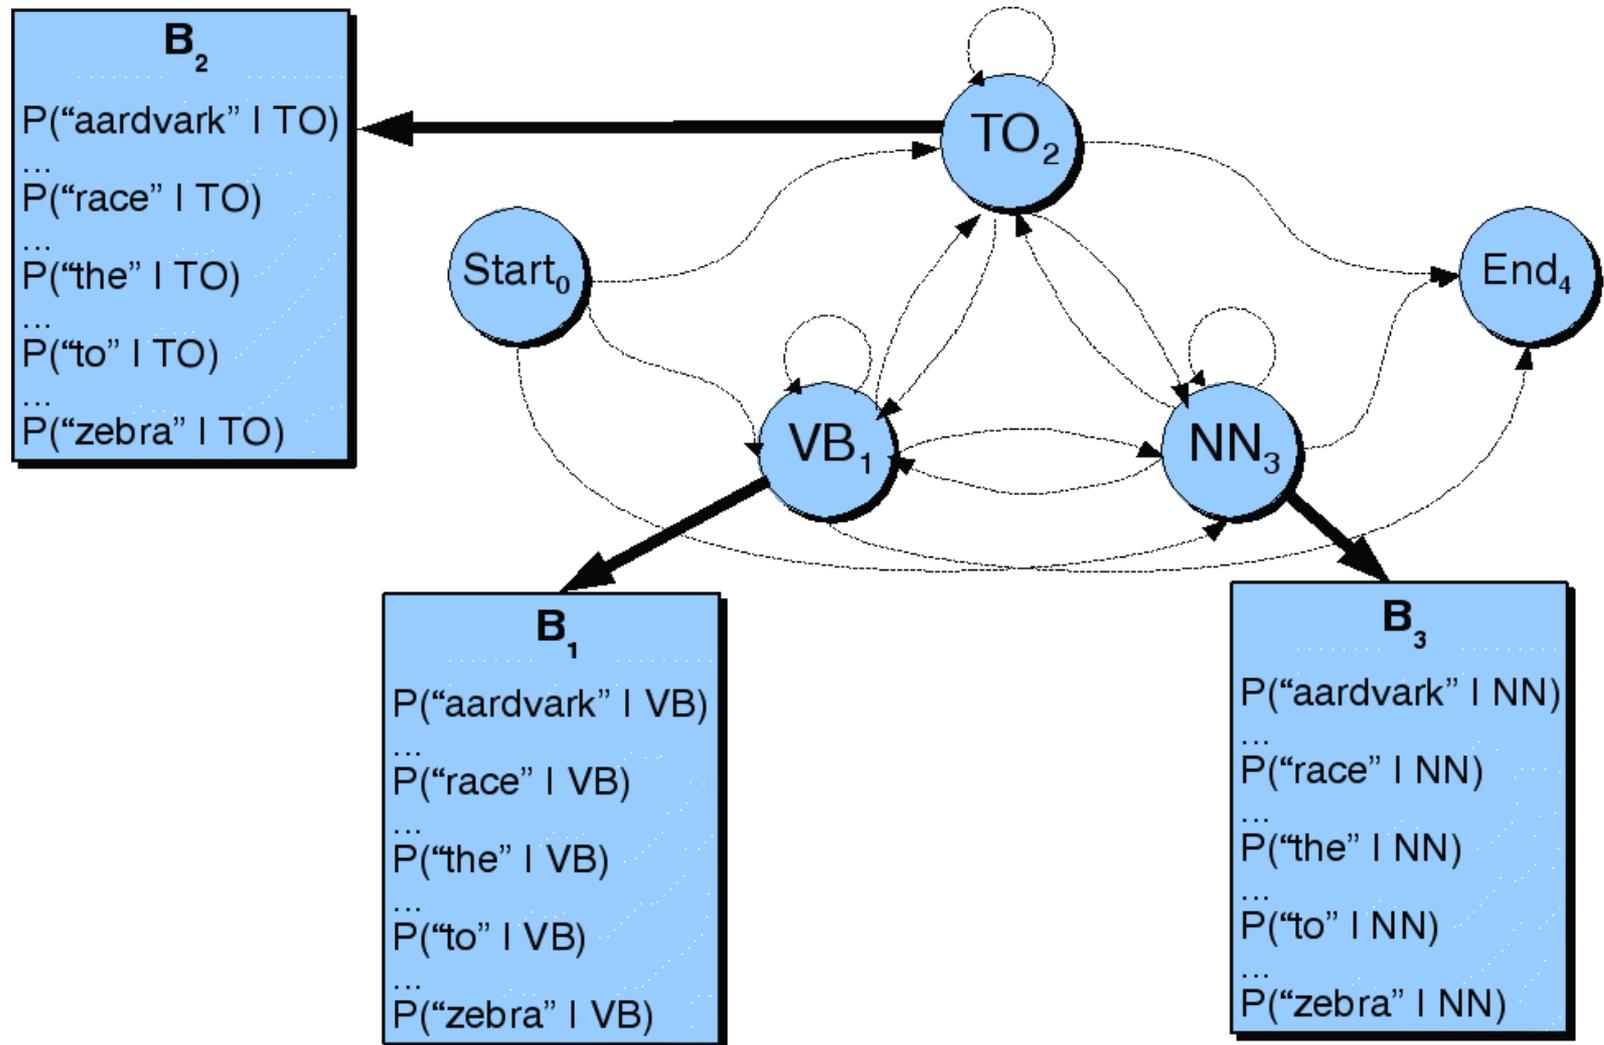 B2
P(“aardvark” | TO)
...
P(“race” | TO)
...
P(“the” | TO)
...
P(“to” | TO)
...
P(“zebra” | TO)
TO2
Start0
End4
VB1
NN3
B1
P(“aardvark” | VB)
...
P(“race” | VB)
...
P(“the” | VB)
...
P(“to” | VB)
...
P(“zebra” | VB)
B3
P(“aardvark” | NN)
...
P(“race” | NN)
...
P(“the” | NN)
...
P(“to” | NN)
...
P(“zebra” | NN)